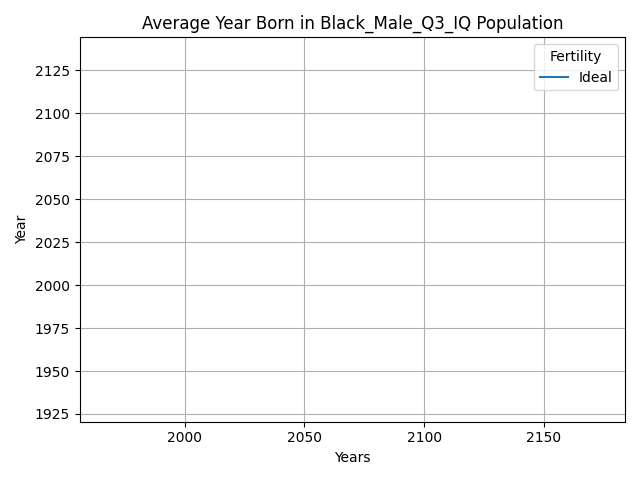 Average Year Born in Black_Male_Q3_IQ Population
Fertility
Ideal
2125
2100
2075
2050
2025
2000
1975
1950
1925
Year
2000 2050 2100 2150
Years